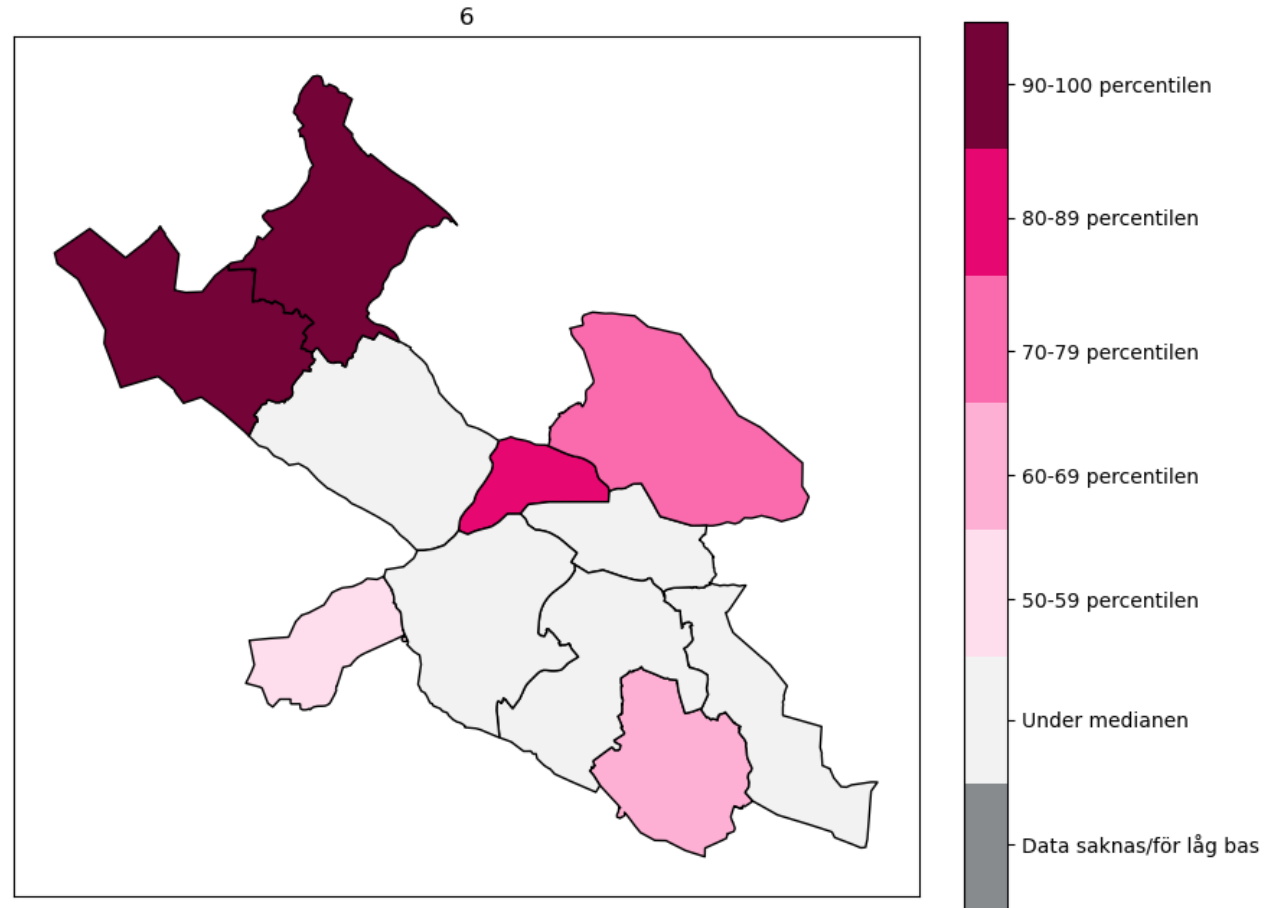 6
90-100 percentilen
80-89 percentilen
70-79 percentilen
60-69 percentilen
50-59 percentilen
Under medianen
Data saknas/för låg bas